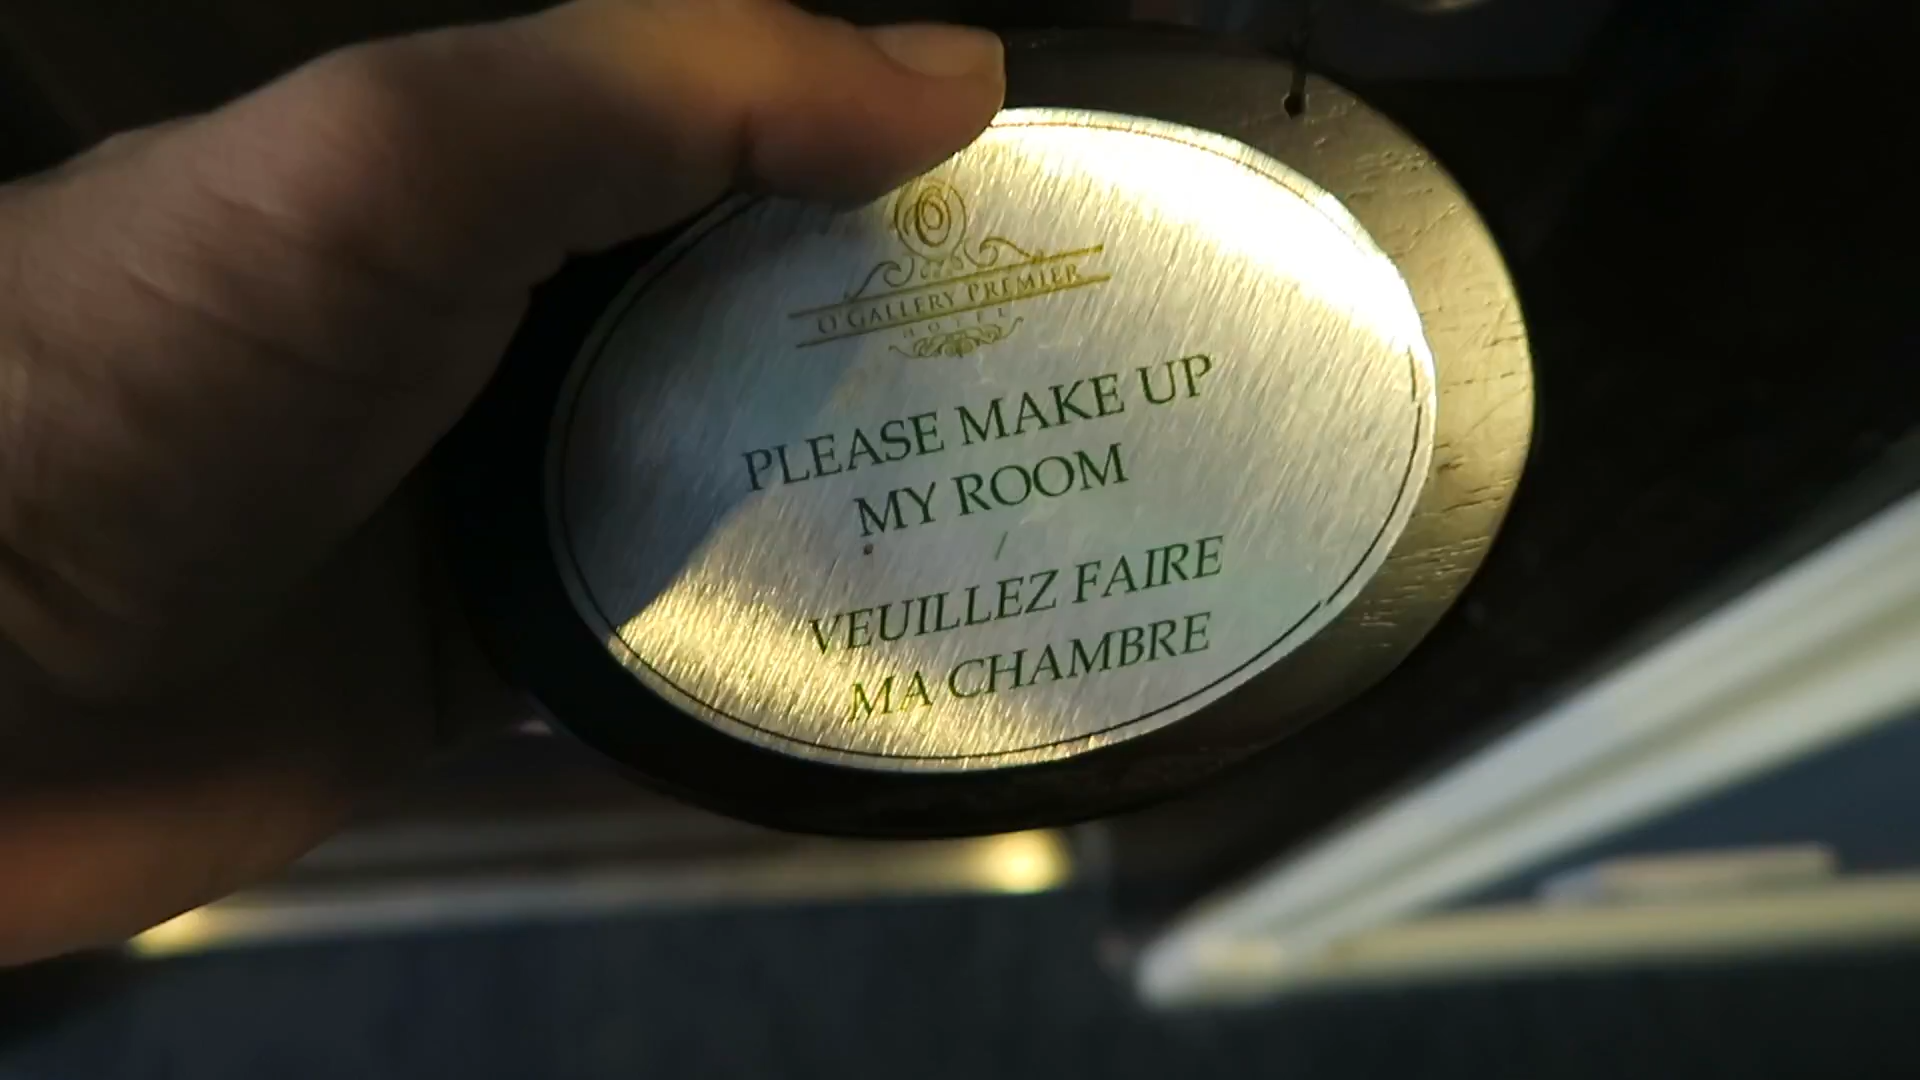 O' GALLERY PREMIER
HOTEL
PLEASE MAKE UP
MY ROOM
/
VEUILLEZ FAIRE
MA CHAMBRE